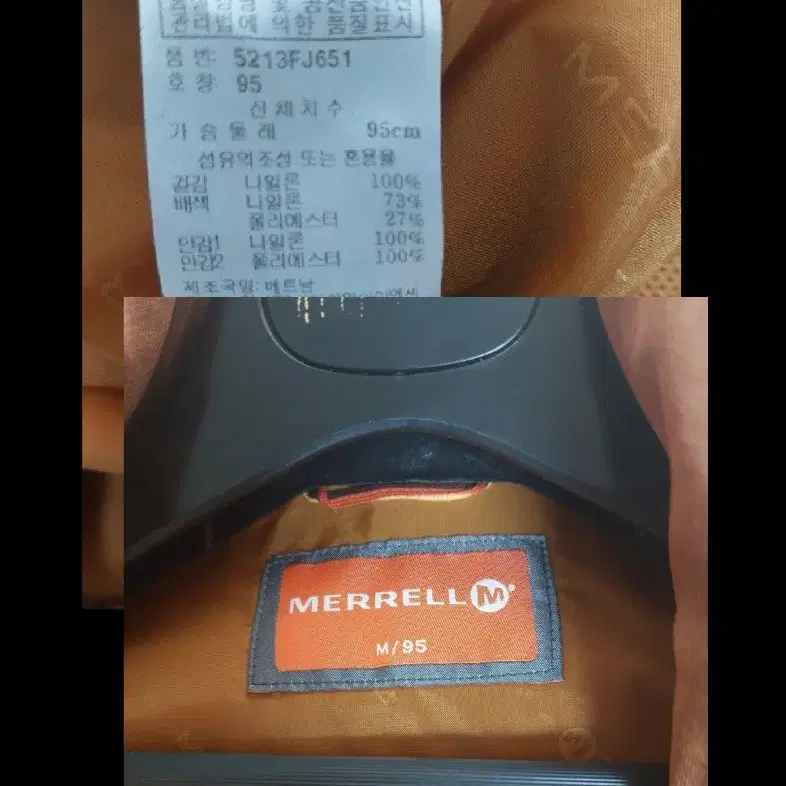 관리법에 의한 품질표시
품 번: 5213FJ651
호 칭: 95
신 체 치 수
가 슴 둘 레 95cm
섬유의조성 또는 혼용율
겉감 나일론 100%
배색 나일론 73%
폴리에스터 27%
안감1 나일론 100%
안감2 폴리에스터 100%
제조국명: 베트남
MERRELL M
M/95